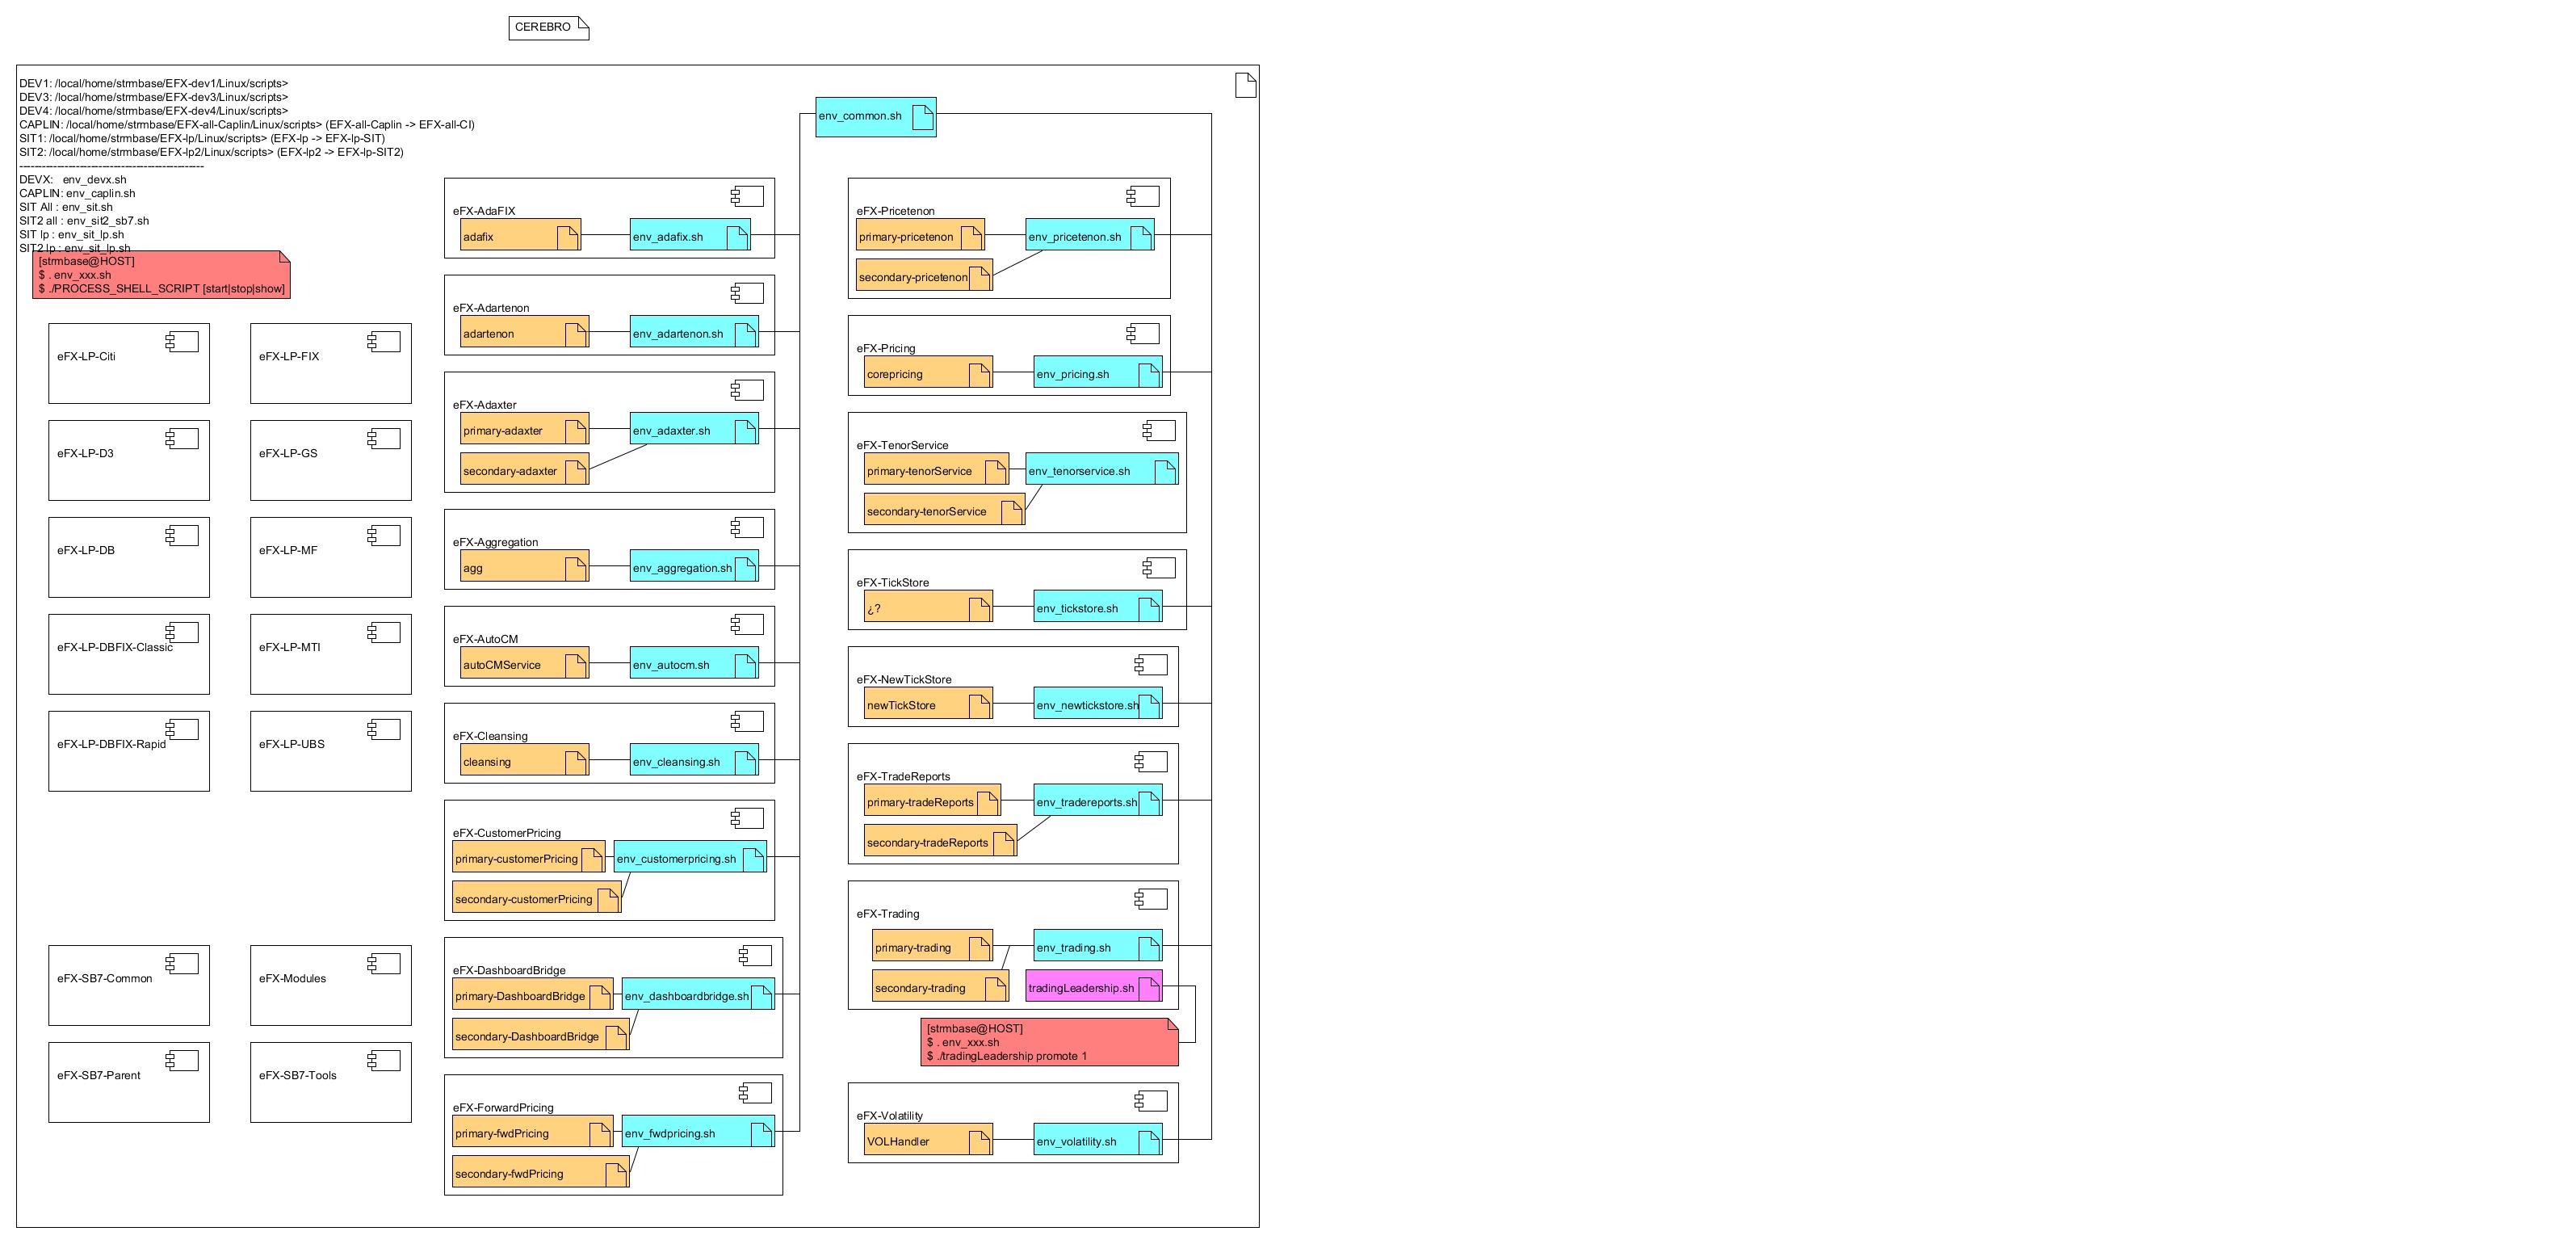 CEREBRO
DEV1: /local/home/strmbase/EFX-dev1/Linux/scripts>
DEV3: /local/home/strmbase/EFX-dev3/Linux/scripts>
DEV4: /local/home/strmbase/EFX-dev4/Linux/scripts>
CAPLIN: /local/home/strmbase/EFX-all-Caplin/Linux/scripts> (EFX-all-Caplin -> EFX-all-CI)
SIT1: /local/home/strmbase/EFX-lp/Linux/scripts> (EFX-lp -> EFX-lp-SIT)
SIT2: /local/home/strmbase/EFX-lp2/Linux/scripts> (EFX-lp2 -> EFX-lp-SIT2)
--------------------------------------------------
DEVX: env_devx.sh
CAPLIN: env_caplin.sh
SIT All : env_sit.sh
SIT2 all : env_sit2_sb7.sh
SIT lp : env_sit_lp.sh
SIT2 lp : env_sit_lp.sh
[strmbase@HOST]
$ . env_xxx.sh
$ ./PROCESS_SHELL_SCRIPT [start|stop|show]
eFX-LP-Citi
eFX-LP-FIX
eFX-LP-D3
eFX-LP-GS
eFX-LP-DB
eFX-LP-MF
eFX-LP-DBFIX-Classic
eFX-LP-MTI
eFX-LP-DBFIX-Rapid
eFX-LP-UBS
eFX-SB7-Common
eFX-Modules
eFX-SB7-Parent
eFX-SB7-Tools
env_common.sh
eFX-AdaFIX
adafix
env_adafix.sh
eFX-Adartenon
adartenon
env_adartenon.sh
eFX-Adaxter
primary-adaxter
env_adaxter.sh
secondary-adaxter
eFX-Aggregation
agg
env_aggregation.sh
eFX-AutoCM
autoCMService
env_autocm.sh
eFX-Cleansing
cleansing
env_cleansing.sh
eFX-CustomerPricing
primary-customerPricing
env_customerpricing.sh
secondary-customerPricing
eFX-DashboardBridge
primary-DashboardBridge
env_dashboardbridge.sh
secondary-DashboardBridge
eFX-ForwardPricing
primary-fwdPricing
env_fwdpricing.sh
secondary-fwdPricing
eFX-Pricetenon
primary-pricetenon
env_pricetenon.sh
secondary-pricetenon
eFX-Pricing
corepricing
env_pricing.sh
eFX-TenorService
primary-tenorService
env_tenorservice.sh
secondary-tenorService
eFX-TickStore
¿?
env_tickstore.sh
eFX-NewTickStore
newTickStore
env_newtickstore.sh
eFX-TradeReports
primary-tradeReports
env_tradereports.sh
secondary-tradeReports
eFX-Trading
primary-trading
env_trading.sh
secondary-trading
tradingLeadership.sh
[strmbase@HOST]
$ . env_xxx.sh
$ ./tradingLeadership promote 1
eFX-Volatility
VOLHandler
env_volatility.sh